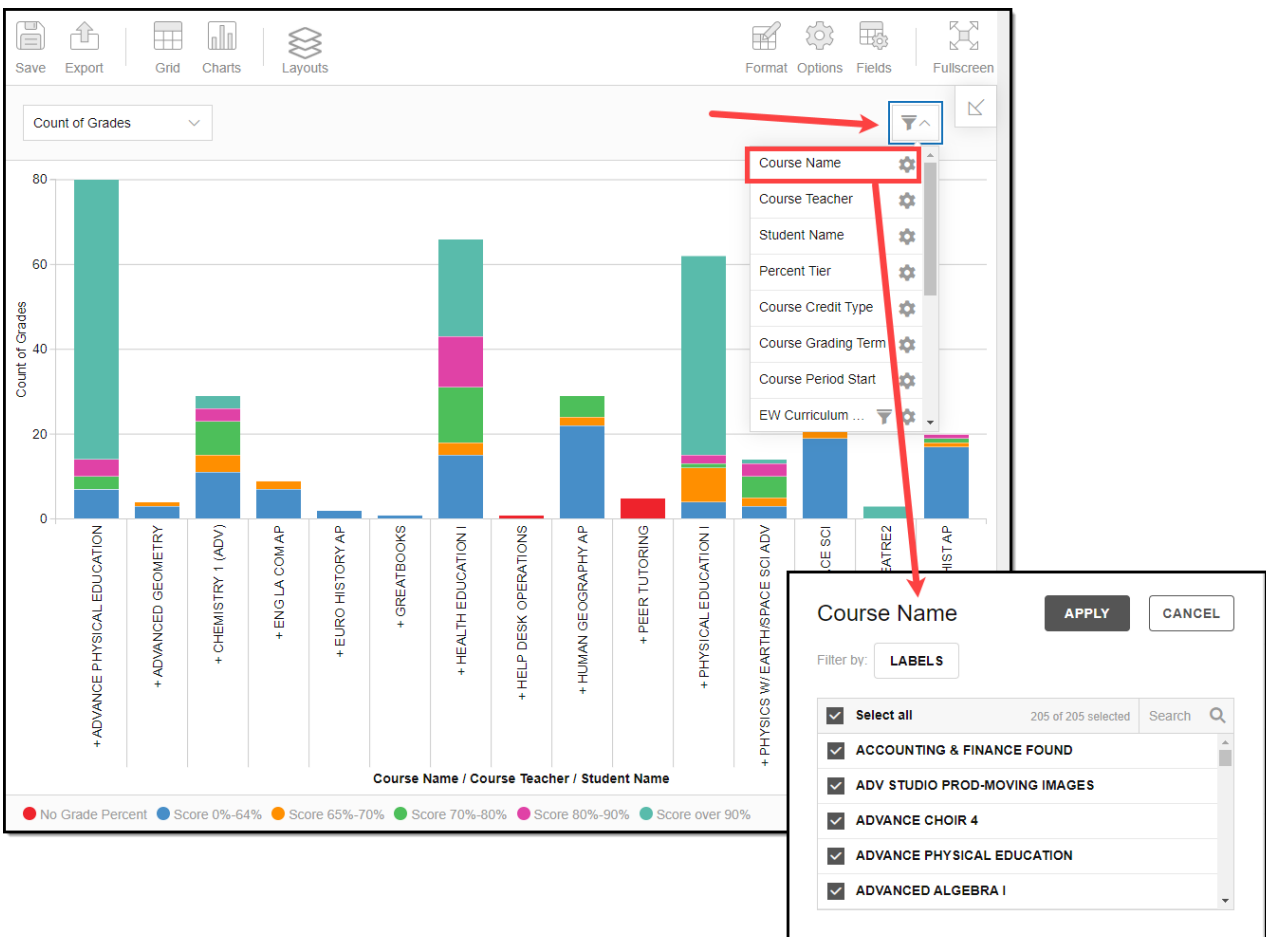 Save Export Grid Charts Layouts Format Options Fields Fullscreen
Count of Grades
Course Name
Course Teacher
Student Name
Percent Tier
Course Credit Type
Course Grading Term
Course Period Start
EW Curriculum ...
Count of Grades
80
60
40
20
0
+ ADVANCE PHYSICAL EDUCATION
+ ADVANCED GEOMETRY
+ CHEMISTRY 1 (ADV)
+ ENG LA COM AP
+ EURO HISTORY AP
+ GREATBOOKS
+ HEALTH EDUCATION I
+ HELP DESK OPERATIONS
+ HUMAN GEOGRAPHY AP
+ PEER TUTORING
+ PHYSICAL EDUCATION I
+ PHYSICS W/ EARTH/SPACE SCI ADV
CE SCI
EATRE2
HIST AP
Course Name / Course Teacher / Student Name
No Grade Percent Score 0%-64% Score 65%-70% Score 70%-80% Score 80%-90% Score over 90%
Course Name APPLY CANCEL
Filter by: LABELS
Select all 205 of 205 selected Search
ACCOUNTING & FINANCE FOUND
ADV STUDIO PROD-MOVING IMAGES
ADVANCE CHOIR 4
ADVANCE PHYSICAL EDUCATION
ADVANCED ALGEBRA I